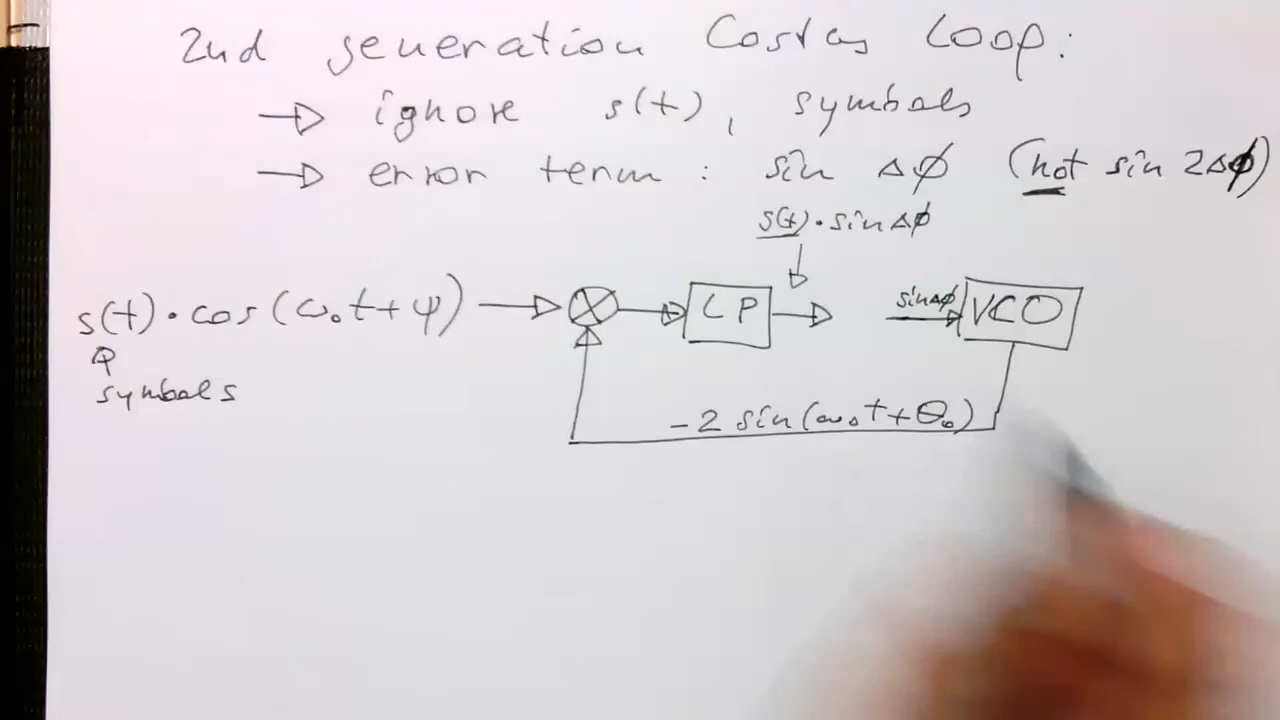 2nd generation Costas Loop:
→ ignore s(t), symbols
→ error term : sin Δϕ (not sin 2Δϕ)
s(t)·sinΔϕ
s(t)·cos(ω₀t+ψ)
LP
sinΔϕ
VCO
symbols
-2 sin(ω₀t+Θ₀)